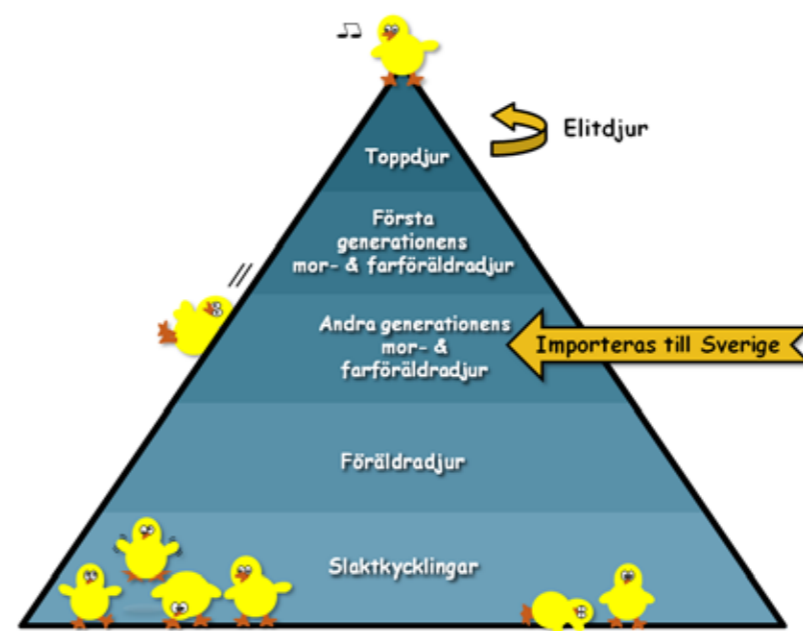 Elitdjur
Toppdjur
Första
generationens
mor- & farföräldradjur
Andra generationens
mor- &
farföräldradjur
Importeras till Sverige
Föräldradjur
Slaktkycklingar